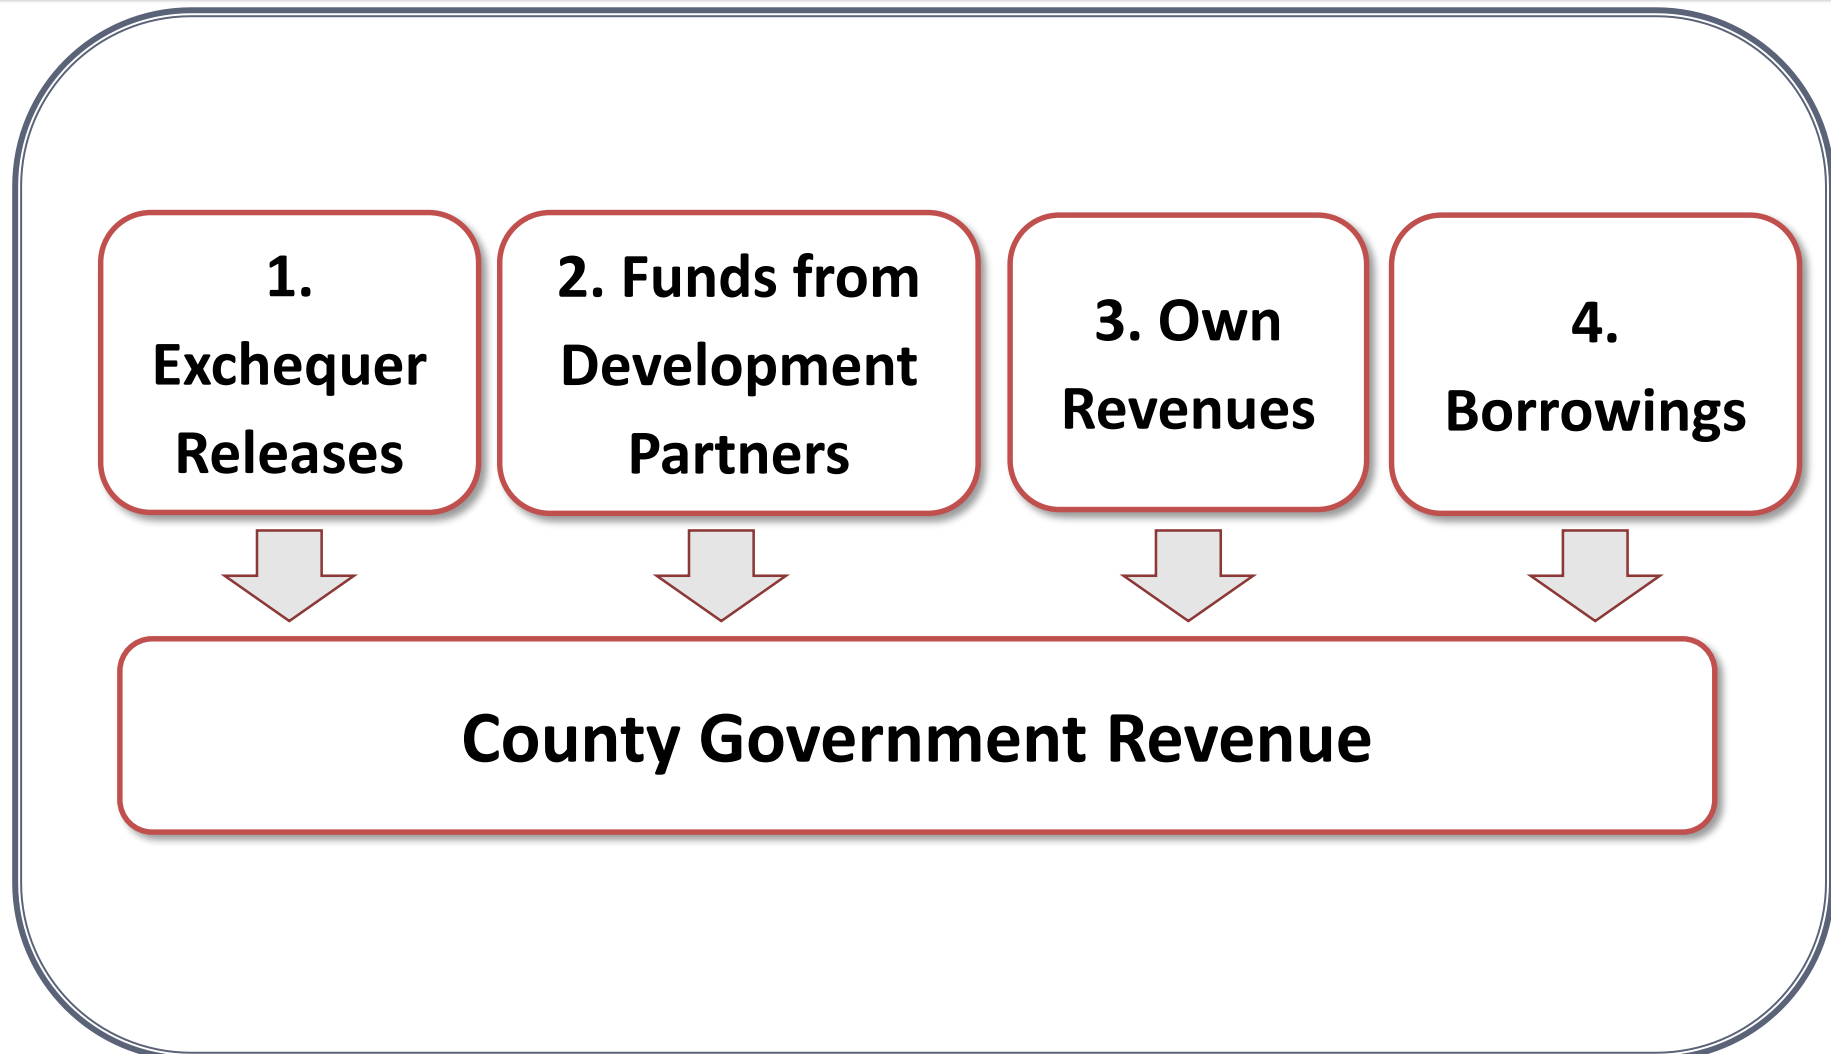 1.
Exchequer
Releases
2. Funds from
Development
Partners
3. Own
Revenues
4.
Borrowings
County Government Revenue